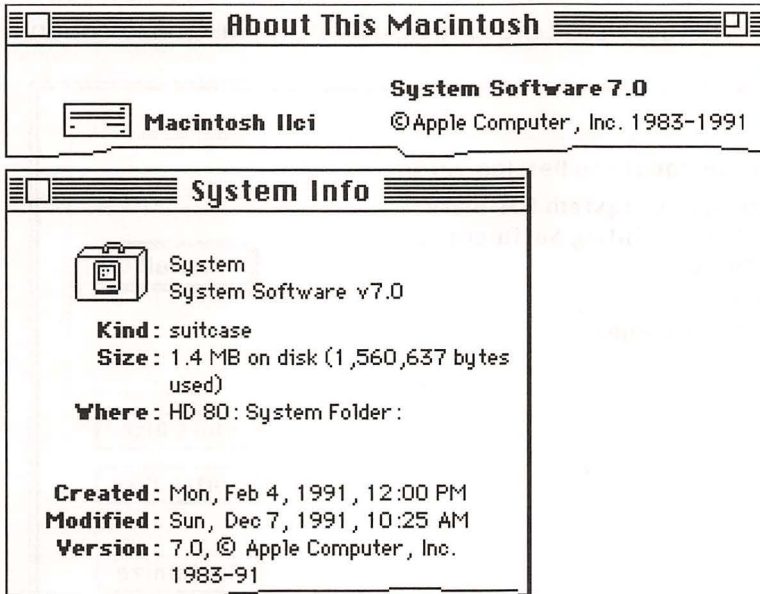 About This Macintosh
System Software 7.0
Macintosh IIci
©Apple Computer, Inc. 1983-1991
System Info
System
System Software v7.0
Kind: suitcase
Size: 1.4 MB on disk (1,560,637 bytes
used)
Where: HD 80: System Folder:
Created: Mon, Feb 4, 1991, 12:00 PM
Modified: Sun, Dec 7, 1991, 10:25 AM
Version: 7.0, © Apple Computer, Inc.
1983-91